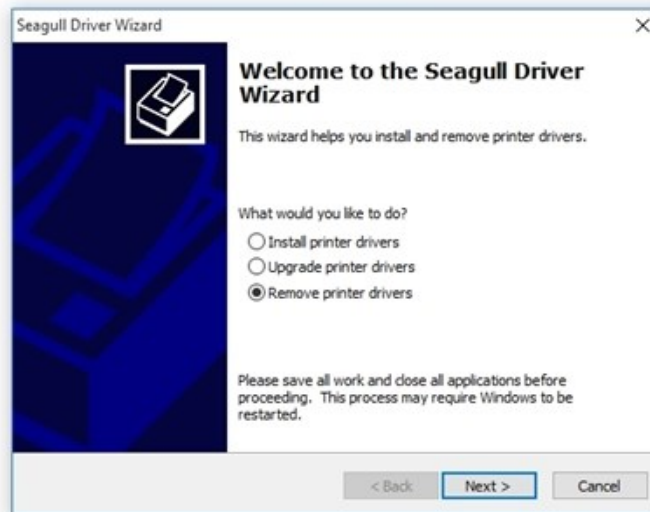 Seagull Driver Wizard
Welcome to the Seagull Driver
Wizard
This wizard helps you install and remove printer drivers.
What would you like to do?
Install printer drivers
Upgrade printer drivers
Remove printer drivers
Please save all work and close all applications before
proceeding. This process may require Windows to be
restarted.
< Back
Next >
Cancel